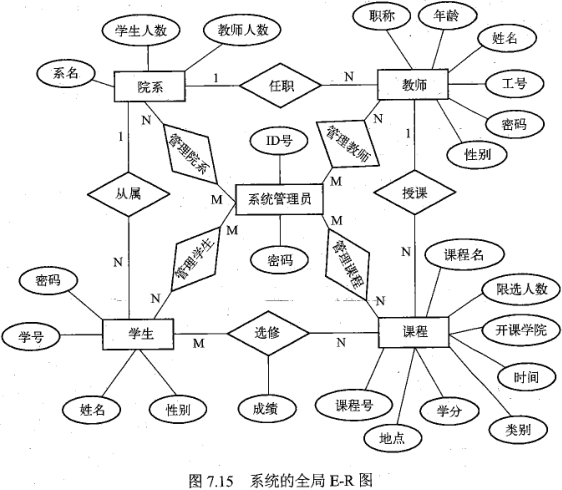 学生人数 教师人数 职称 年龄
系名 姓名
院系 1 任职 N 教师 工号
N 密码
1 管理院系 ID号 管理教师 N 1 性别
M
从属 M 系统管理员 授课
M M
N 管理学生 密码 管理课程 N 课程名
密码 N N 限选人数
学号 学生 M 选修 N 课程 开课学院
时间
姓名 性别 成绩 课程号 学分 类别
地点
图 7.15 系统的全局 E-R 图